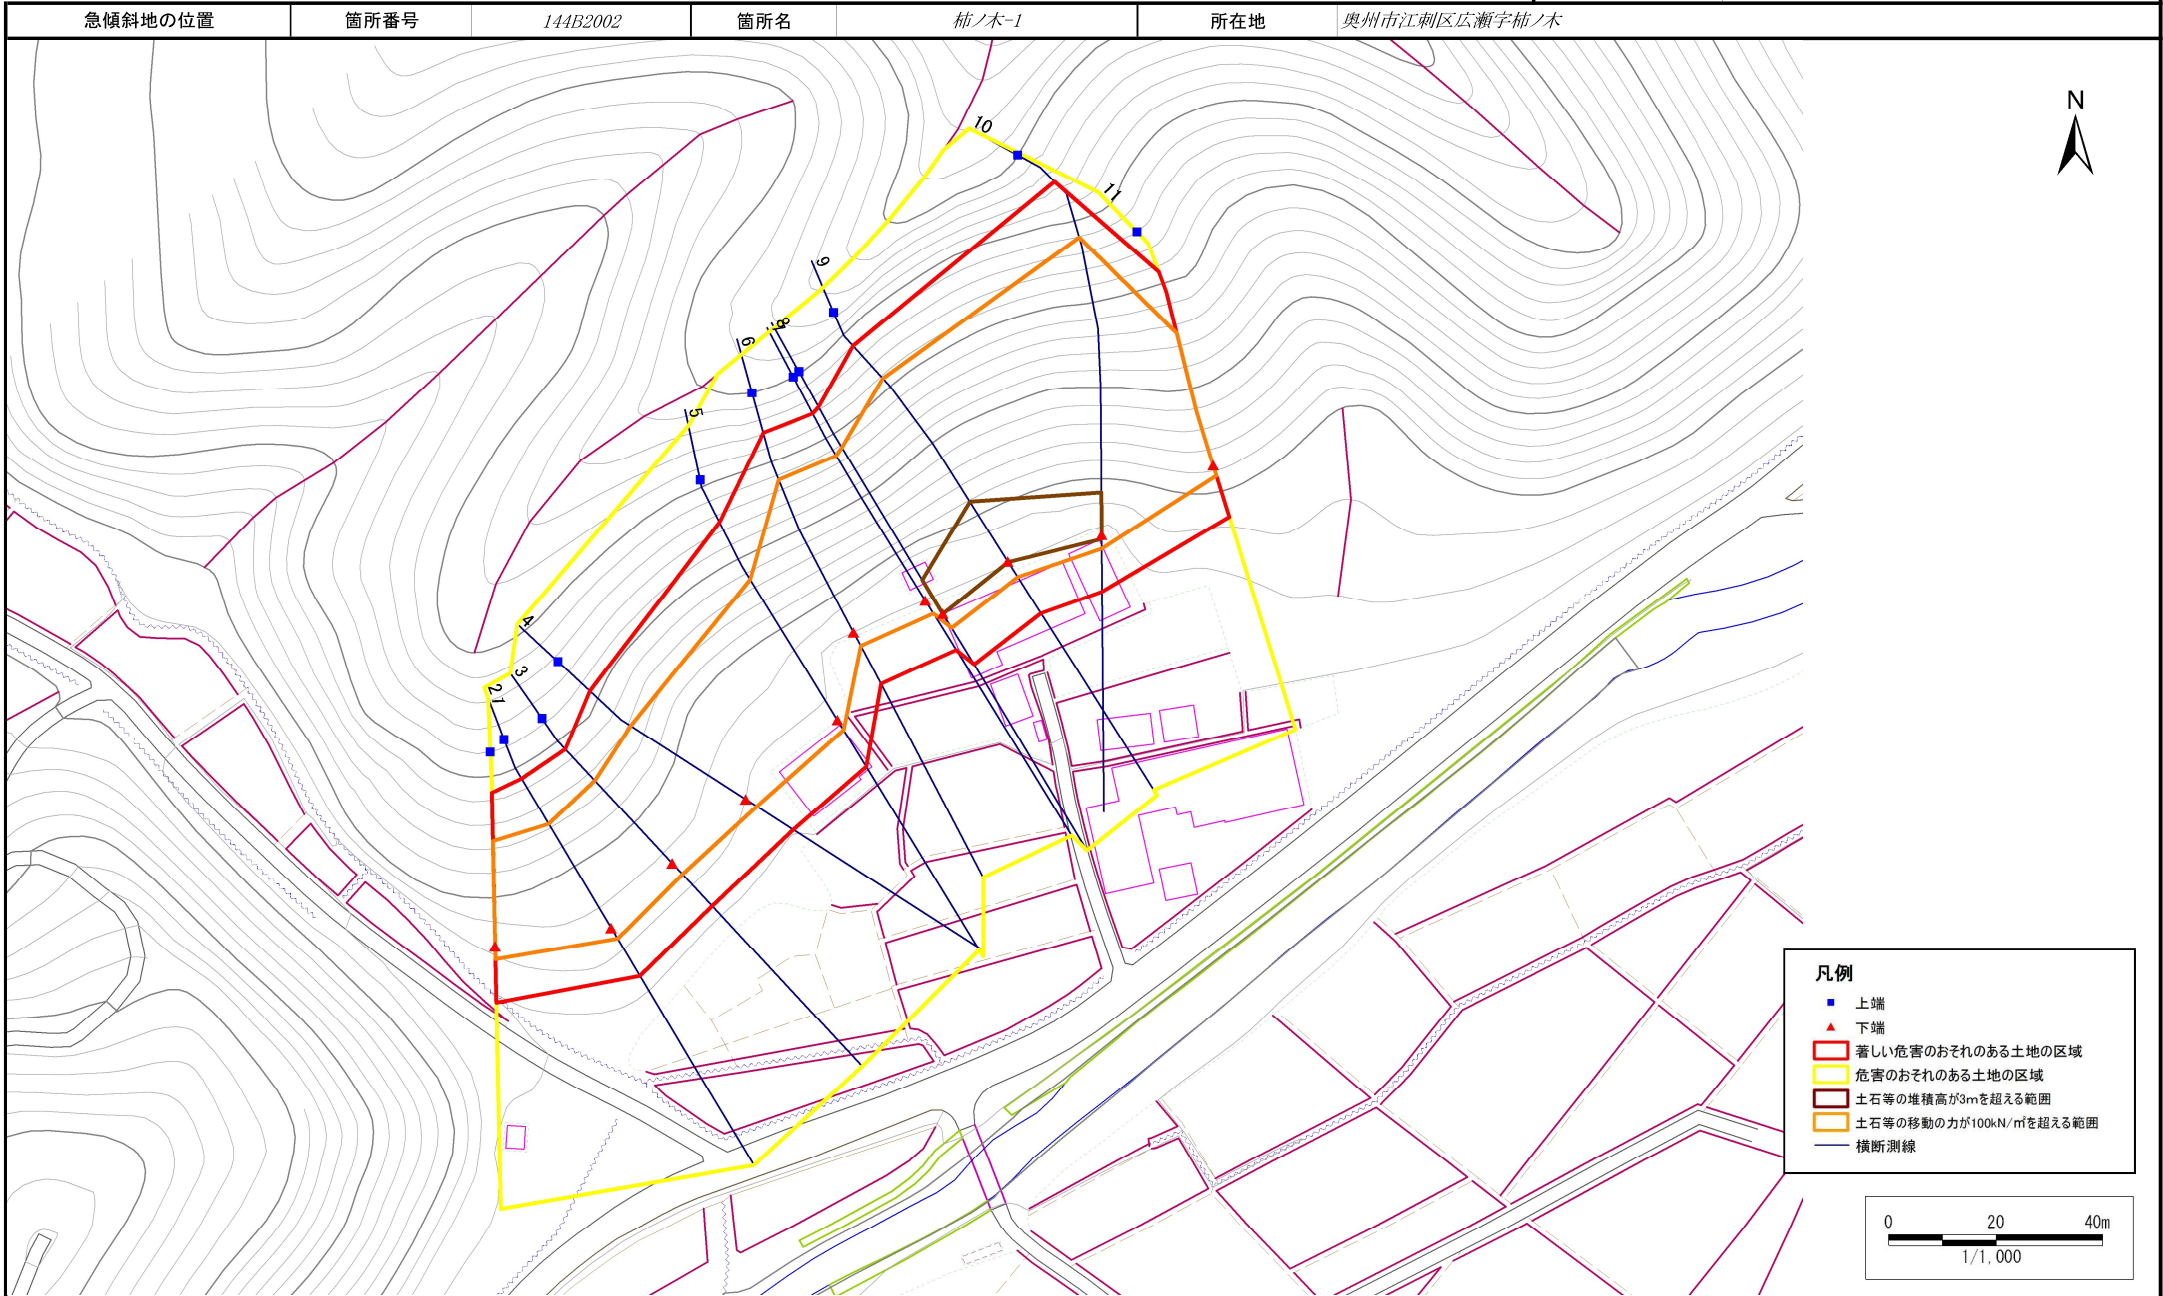 急傾斜地の位置 箇所番号 144B2002 箇所名 柿ノ木-1 所在地 奥州市江刺区広瀬字柿ノ木
N
10
11
9
8
6
5
4
3
2
1
凡例
上端
下端
著しい危害のおそれのある土地の区域
危害のおそれのある土地の区域
土石等の堆積高が3mを超える範囲
土石等の移動の力が100kN/㎡を超える範囲
横断測線
0 20 40m
1/1,000